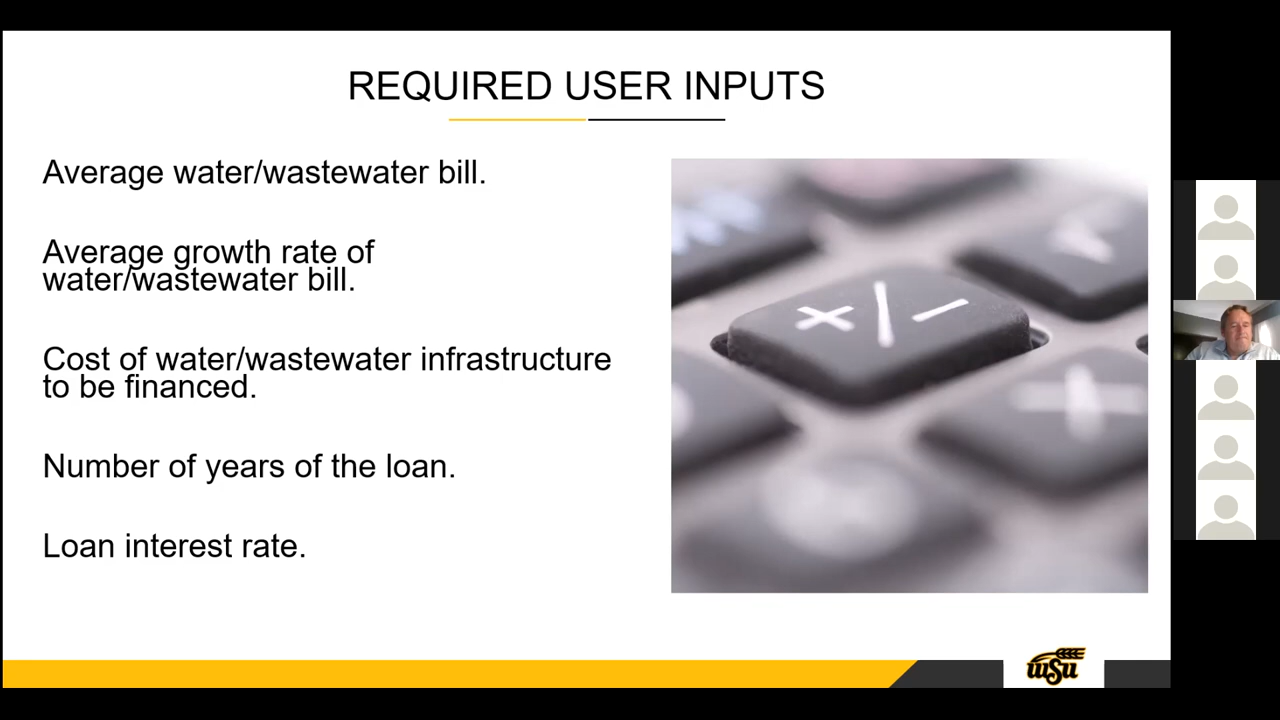 REQUIRED USER INPUTS
Average water/wastewater bill.
Average growth rate of
water/wastewater bill.
Cost of water/wastewater infrastructure
to be financed.
Number of years of the loan.
Loan interest rate.
+/-
WSU